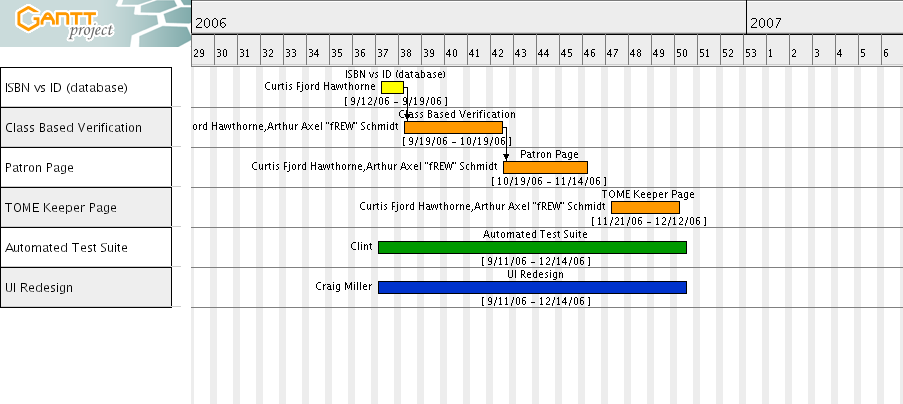 GANTT project
2006 2007
29 30 31 32 33 34 35 36 37 38 39 40 41 42 43 44 45 46 47 48 49 50 51 52 53 1 2 3 4 5 6
ISBN vs ID (database)
ISBN vs ID (database)
Curtis Fjord Hawthorne
[ 9/12/06 - 9/19/06 ]
Class Based Verification
Class Based Verification
ord Hawthorne,Arthur Axel "fREW" Schmidt
[ 9/19/06 - 10/19/06 ]
Patron Page
Patron Page
Curtis Fjord Hawthorne,Arthur Axel "fREW" Schmidt
[ 10/19/06 - 11/14/06 ]
TOME Keeper Page
TOME Keeper Page
Curtis Fjord Hawthorne,Arthur Axel "fREW" Schmidt
[ 11/21/06 - 12/12/06 ]
Automated Test Suite
Automated Test Suite
Clint
[ 9/11/06 - 12/14/06 ]
UI Redesign
UI Redesign
Craig Miller
[ 9/11/06 - 12/14/06 ]